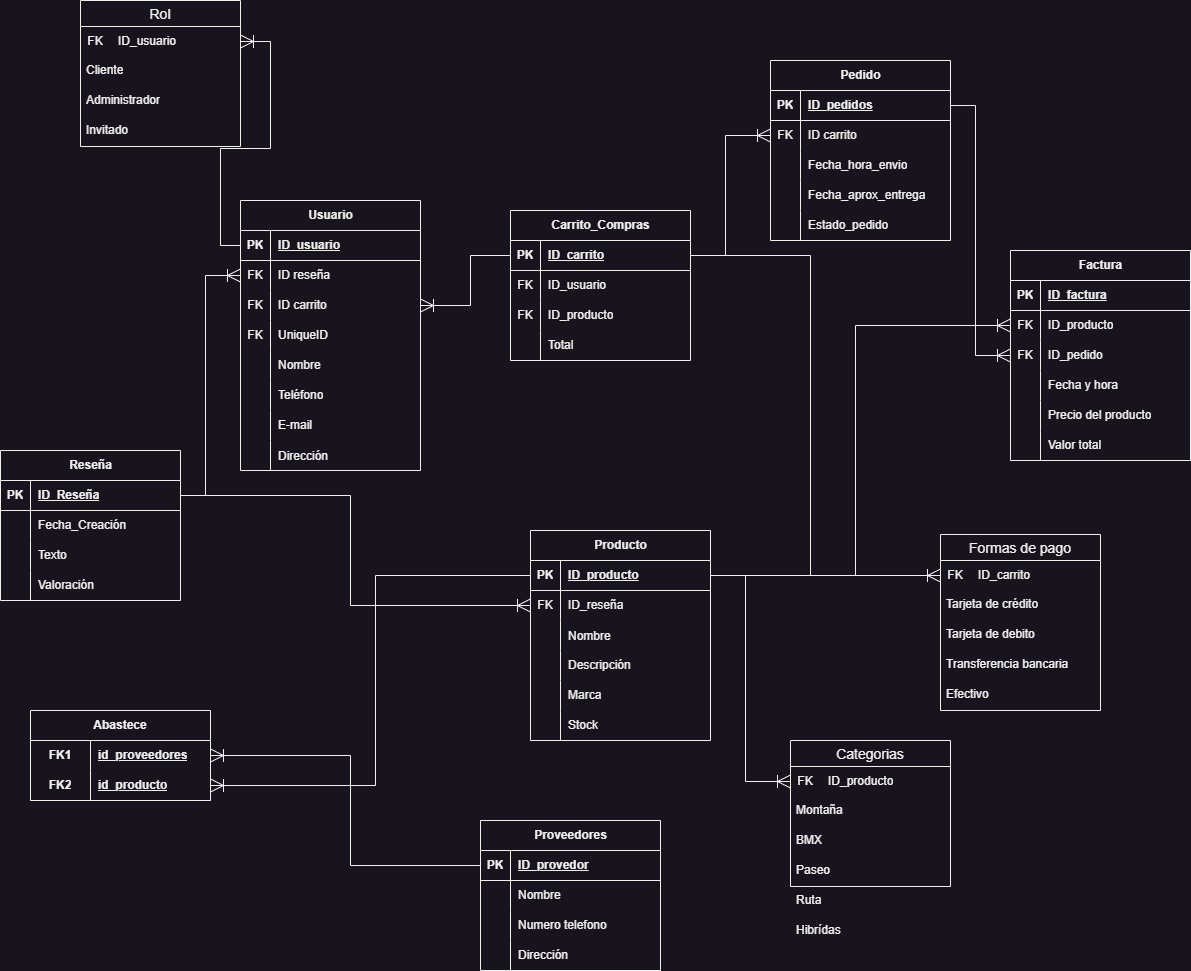 Rol
FK ID_usuario
Cliente
Administrador
Invitado
Pedido
PK ID_pedidos
FK ID carrito
Fecha_hora_envio
Fecha_aprox_entrega
Estado_pedido
Usuario
PK ID_usuario
FK ID reseña
FK ID carrito
FK UniqueID
Nombre
Teléfono
E-mail
Dirección
Carrito_Compras
PK ID_carrito
FK ID_usuario
FK ID_producto
Total
Factura
PK ID_factura
FK ID_producto
FK ID_pedido
Fecha y hora
Precio del producto
Valor total
Reseña
PK ID_Reseña
Fecha_Creación
Texto
Valoración
Producto
PK ID_producto
FK ID_reseña
Nombre
Descripción
Marca
Stock
Formas de pago
FK ID_carrito
Tarjeta de crédito
Tarjeta de debito
Transferencia bancaria
Efectivo
Abastece
FK1 id_proveedores
FK2 id_producto
Categorias
FK ID_producto
Montaña
BMX
Paseo
Ruta
Hibrídas
Proveedores
PK ID_provedor
Nombre
Numero telefono
Dirección